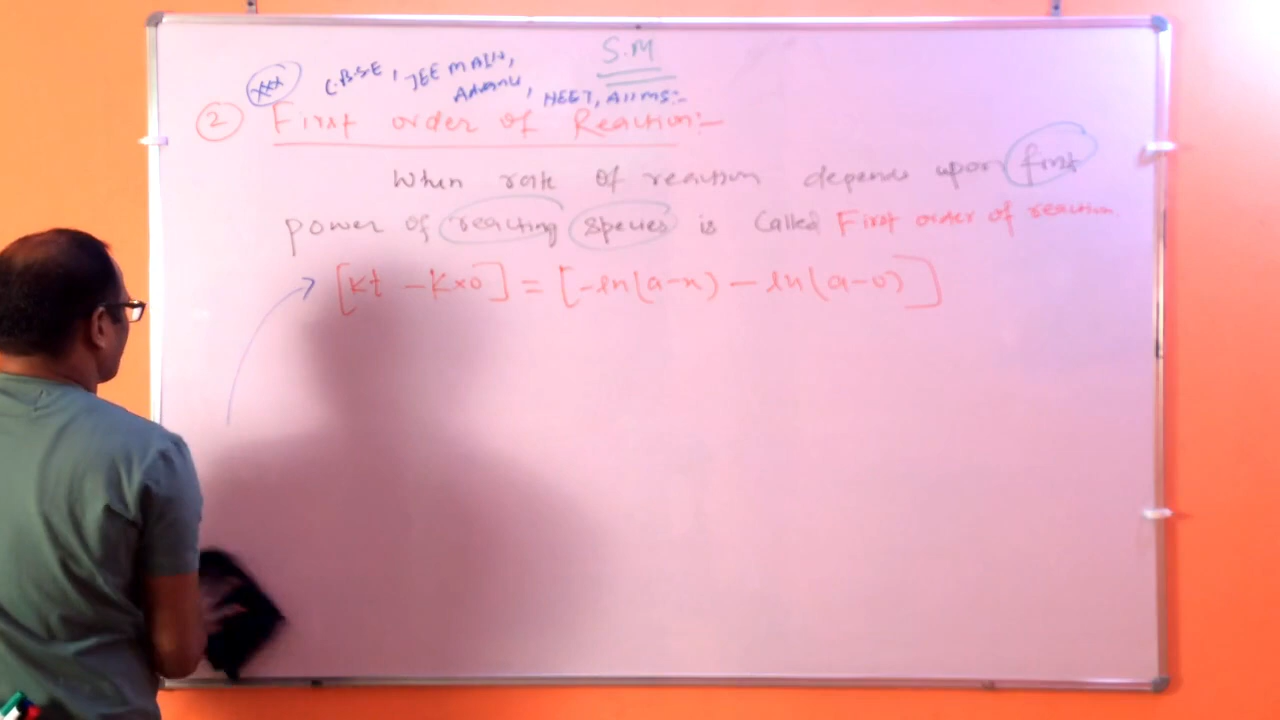 S.M
xxx C.B.S.E, JEE MAIN,
Advance, NEET, AIIMS:-
② First order of Reaction:-
When rate of reaction depends upon first
power of reacting species is called First order of reaction
[kt - k×0] = [-ln(a-x) - ln(a-0)]